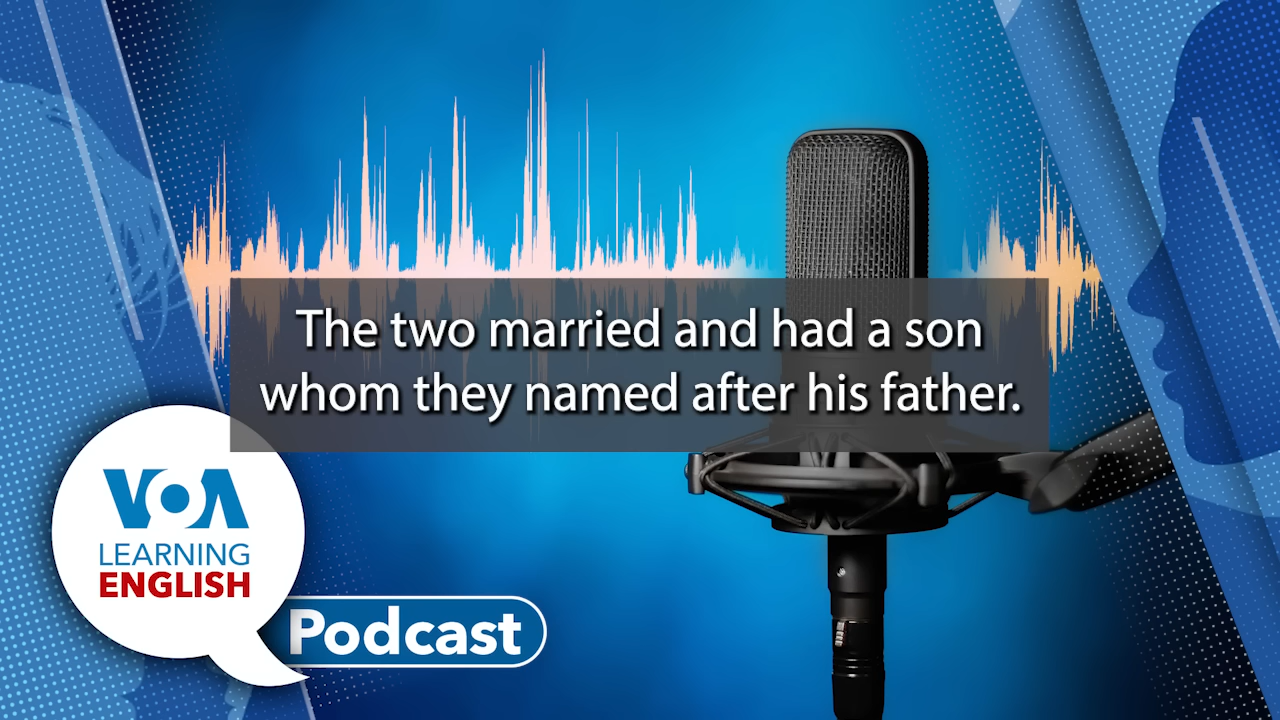 The two married and had a son
whom they named after his father.
VOA
LEARNING
ENGLISH
Podcast